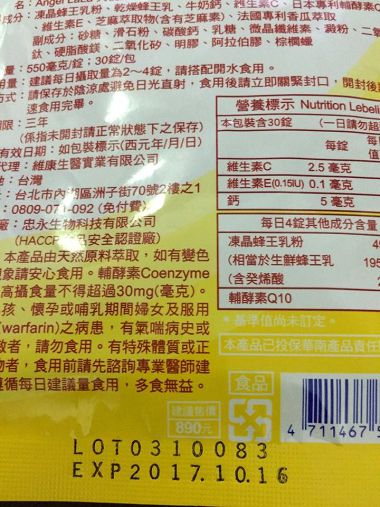 名：Angel LaLa
：凍晶蜂王乳粉、乾燥蜂王乳、牛奶鈣、維生素C、日本專利輔酵素
維生素E、芝麻萃取物(含有芝麻素)、法國專利香瓜萃取
副成分：砂糖、滑石粉、碳酸鈣、乳糖、微晶纖維素、澱粉、二
鈦、硬脂酸鎂、二氧化矽、明膠、阿拉伯膠、棕櫚蠟
量：550毫克/錠：30錠/包
用量：建議每日攝取量為2～4錠，請搭配開水食用。
方式：請保存於陰涼處避免日光直射，食用後請立即關緊封口，開封後
速食用完畢。
限：三年
(係指未開封請正常狀態下之保存)
有效日期：如包裝標示(西元年/月/日)
代理：維康生醫實業有限公司
地：台灣
：台北市內湖區洲子街70號2樓之1
：0809-071-092 (免付費)
廠：忠永生物科技有限公司
(HACCP食品安全認證廠)
本產品由天然原料萃取，如有變色
現象請安心食用。輔酵素Coenzyme
高攝食量不得超過30mg(毫克)。
孩、懷孕或哺乳期間婦女及服用
(warfarin)之病患，有氣喘病史或
敏者，請勿食用。有特殊體質或正
物者，食用前請先諮詢專業醫師建
遵循每日建議量食用，多食無益。
營養標示 Nutrition Lebeli
本包裝含30錠 (一日請勿超
每錠 每
值
維生素C 2.5 毫克
維生素E(0.15IU) 0.1 毫克
鈣 5 毫克
每日4錠其他成分含量
凍晶蜂王乳粉
(相當於生鮮蜂王乳 195
(含癸烯酸
輔酵素Q10
*基準值尚未訂定。
本產品已投保華南產品責任
食品
建議售價
890元
4 711467
LOT0310083
EXP2017.10.16